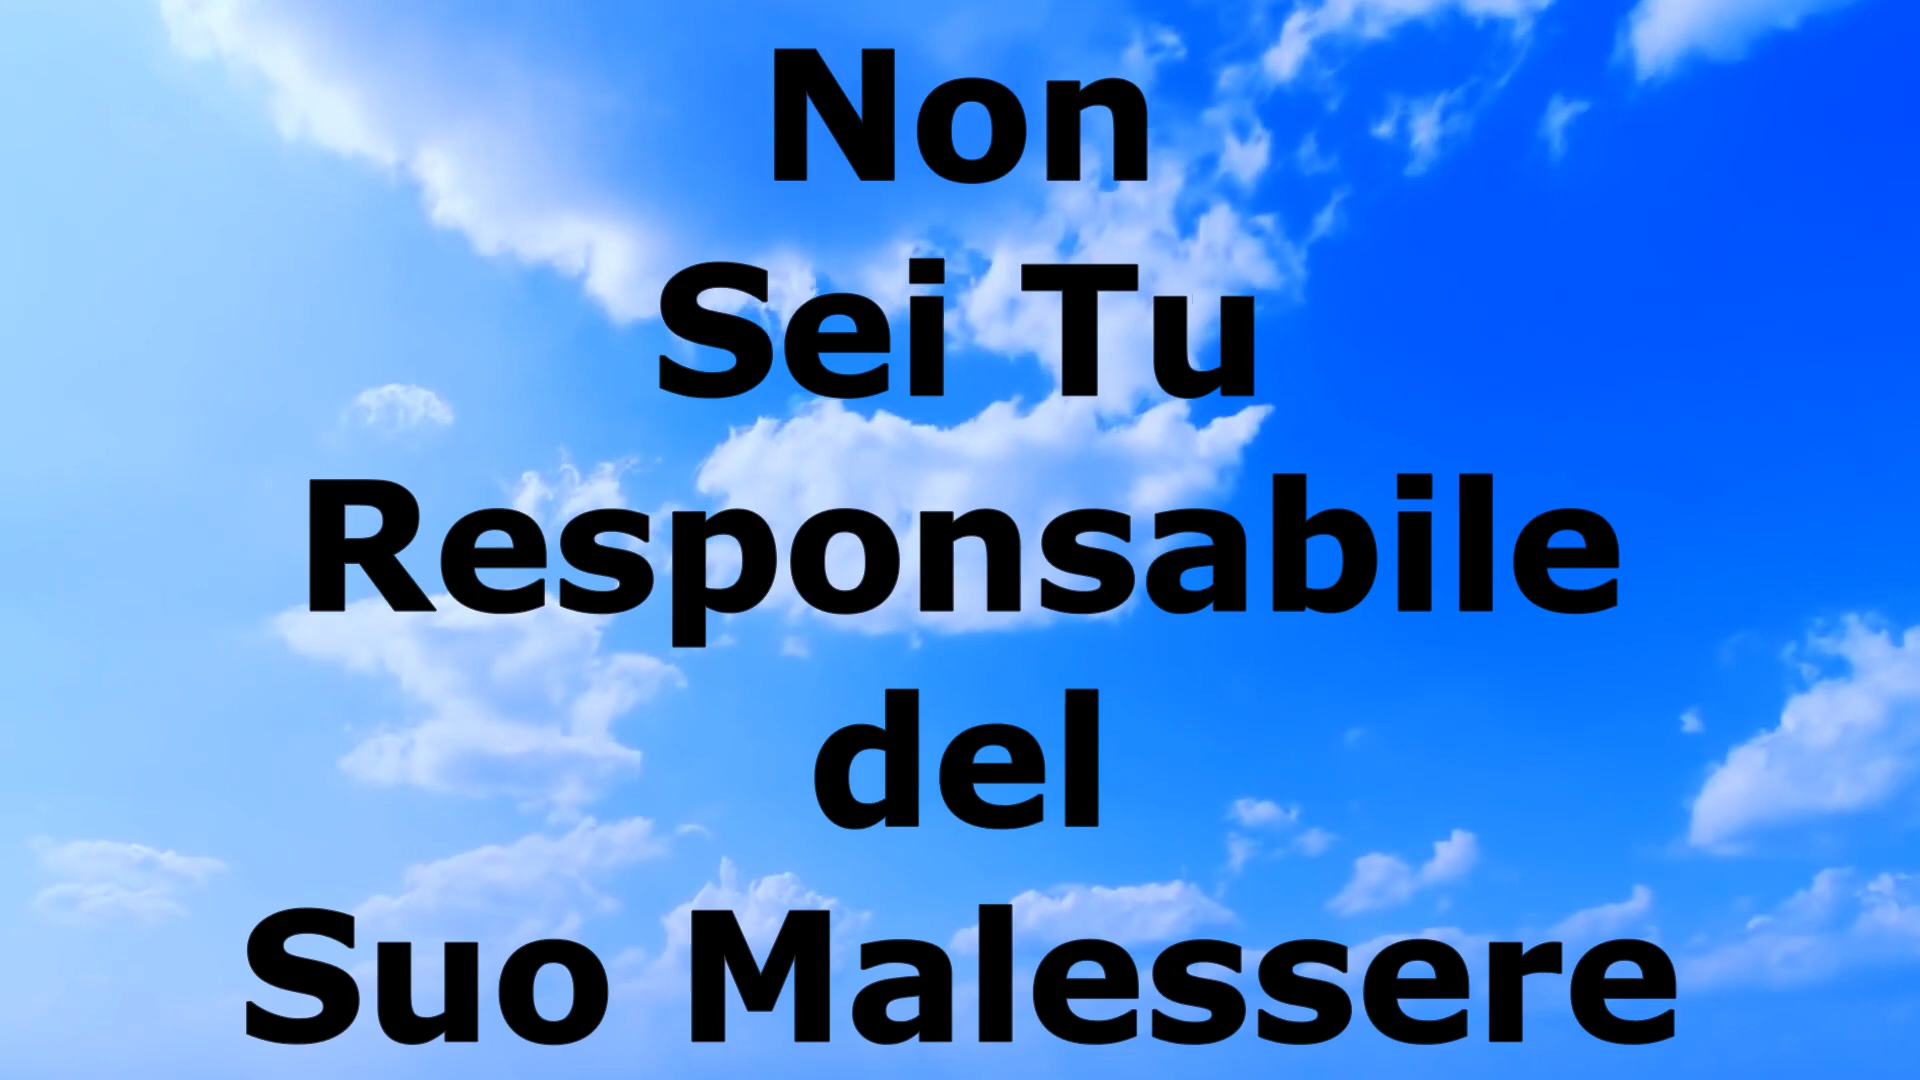 Non
Sei Tu
Responsabile
del
Suo Malessere